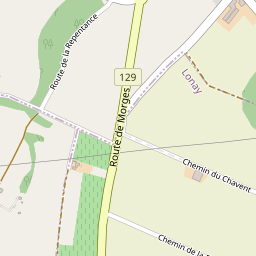 Route de la Repentance
129
Lonay
Route de Morges
Chemin du Chavent
Chemin de la